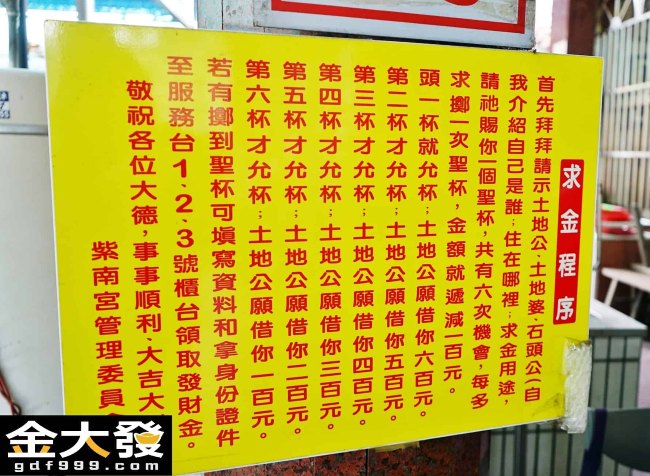 求金程序
首先拜拜請示土地公、土地婆、石頭公(自
我介紹自己是誰;住在哪裡;求金用途,
請祂賜你一個聖杯,共有六次機會,每多
求擲一次聖杯,金額就遞減一百元。
頭一杯就允杯;土地公願借你六百元。
第二杯才允杯;土地公願借你五百元。
第三杯才允杯;土地公願借你四百元。
第四杯才允杯;土地公願借你三百元。
第五杯才允杯;土地公願借你二百元。
第六杯才允杯;土地公願借你一百元。
若有擲到聖杯可填寫資料和拿身份證件
至服務台1、2、3號櫃台領取發財金。
敬祝各位大德,事事順利、大吉大
紫南宮管理委員
金大發
gdf999.com